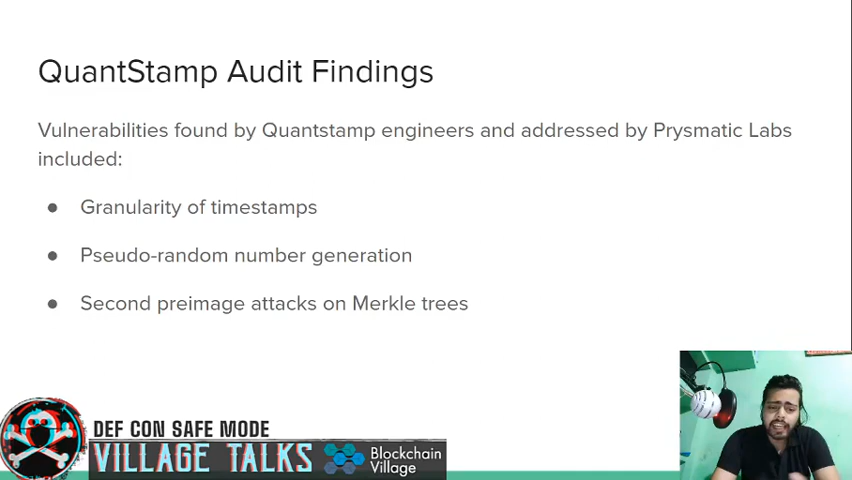 QuantStamp Audit Findings
Vulnerabilities found by Quantstamp engineers and addressed by Prysmatic Labs
included:
● Granularity of timestamps
● Pseudo-random number generation
● Second preimage attacks on Merkle trees
DEF CON SAFE MODE
VILLAGE TALKS
Blockchain
Village